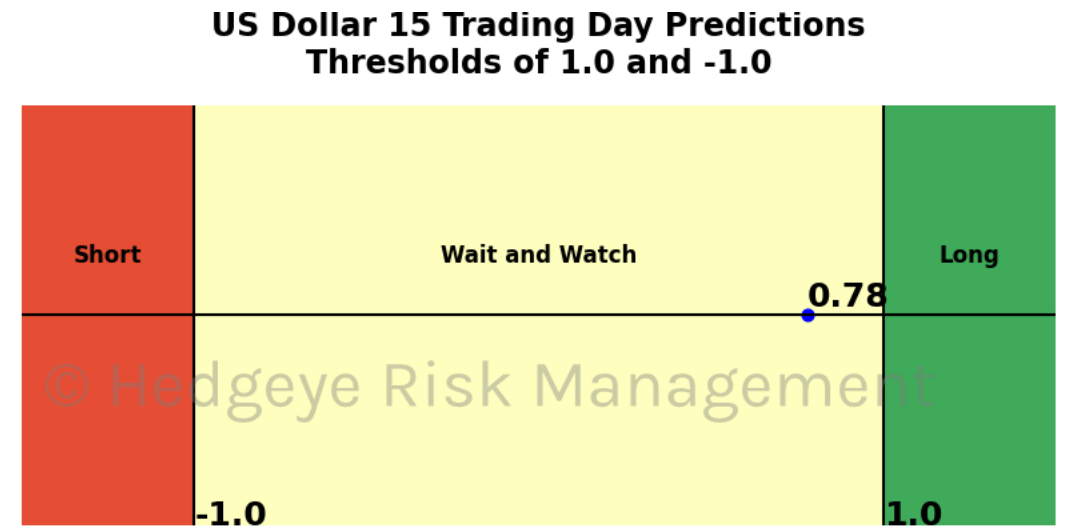 US Dollar 15 Trading Day Predictions
Thresholds of 1.0 and -1.0
Short
Wait and Watch
Long
0.78
© Hedgeye Risk Management
-1.0
1.0